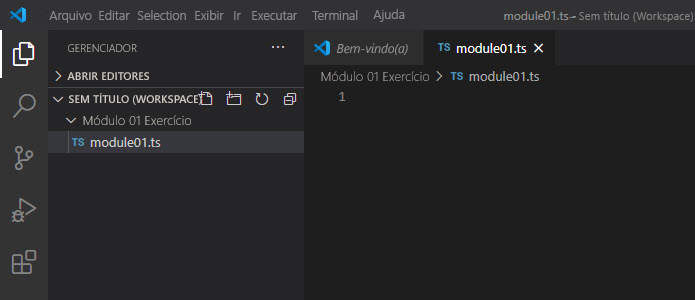 Arquivo Editar Selection Exibir Ir Executar Terminal Ajuda module01.ts - Sem título (Workspace)
GERENCIADOR ···
Bem-vindo(a) TS module01.ts
ABRIR EDITORES
Módulo 01 Exercício > TS module01.ts
SEM TÍTULO (WORKSPACE)
1
Módulo 01 Exercício
TS module01.ts